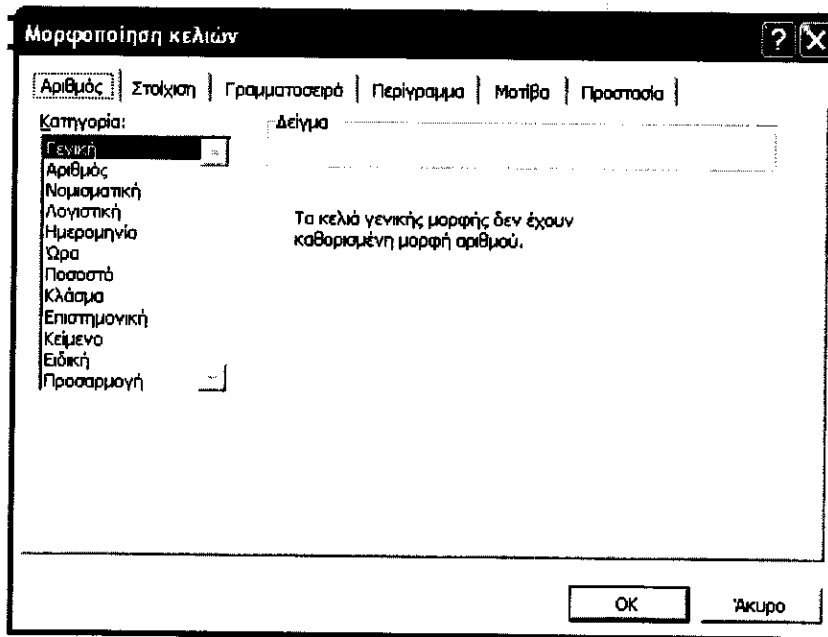 Μορφοποίηση κελιών
Αριθμός Στοίχιση Γραμματοσειρά Περίγραμμα Μοτίβα Προστασία
Κατηγορία:
Γενική
Αριθμός
Νομισματική
Λογιστική
Ημερομηνία
Ώρα
Ποσοστό
Κλάσμα
Επιστημονική
Κείμενο
Ειδική
Προσαρμογή
Δείγμα
Τα κελιά γενικής μορφής δεν έχουν
καθορισμένη μορφή αριθμού.
OK Άκυρο